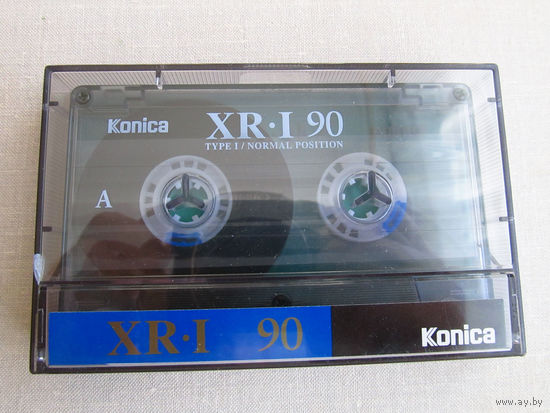 Konica XR·I 90
TYPE I / NORMAL POSITION
A
XR·I 90 Konica
www.ay.by